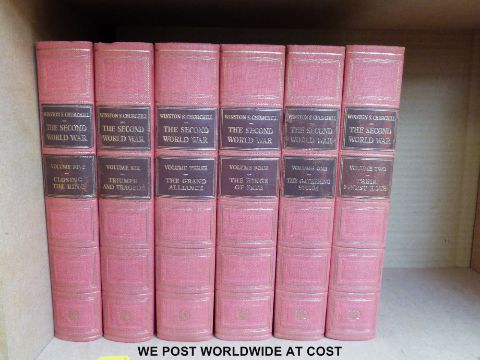 WINSTON S. CHURCHILL
THE SECOND
WORLD WAR
VOLUME FIVE
CLOSING
THE RING
WINSTON S. CHURCHILL
THE SECOND
WORLD WAR
VOLUME SIX
TRIUMPH
AND TRAGEDY
WINSTON S. CHURCHILL
THE SECOND
WORLD WAR
VOLUME THREE
THE GRAND
ALLIANCE
WINSTON S. CHURCHILL
THE SECOND
WORLD WAR
VOLUME FOUR
THE HINGE
OF FATE
WINSTON S. CHURCHILL
THE SECOND
WORLD WAR
VOLUME ONE
THE GATHERING
STORM
WINSTON S. CHURCHILL
THE SECOND
WORLD WAR
VOLUME TWO
THEIR
FINEST HOUR
WE POST WORLDWIDE AT COST